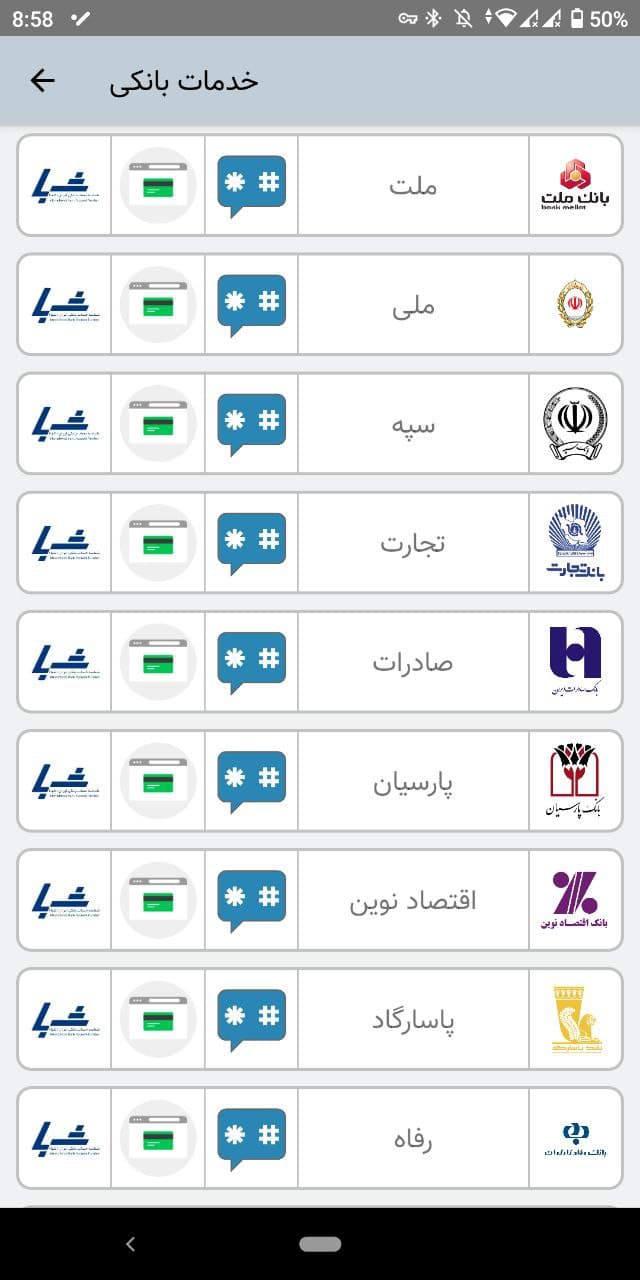 8:58 50%
خدمات بانکی
بانک ملت
bank mellat
ملت
* #
شبا
ملی
* #
شبا
سپه
* #
شبا
بانک تجارت
تجارت
* #
شبا
بانک صادرات ایران
صادرات
* #
شبا
بانک پارسیان
پارسیان
* #
شبا
بانک اقتصاد نوین
اقتصاد نوین
* #
شبا
بانک پاسارگاد
پاسارگاد
* #
شبا
بانک رفاه کارگران
رفاه
* #
شبا